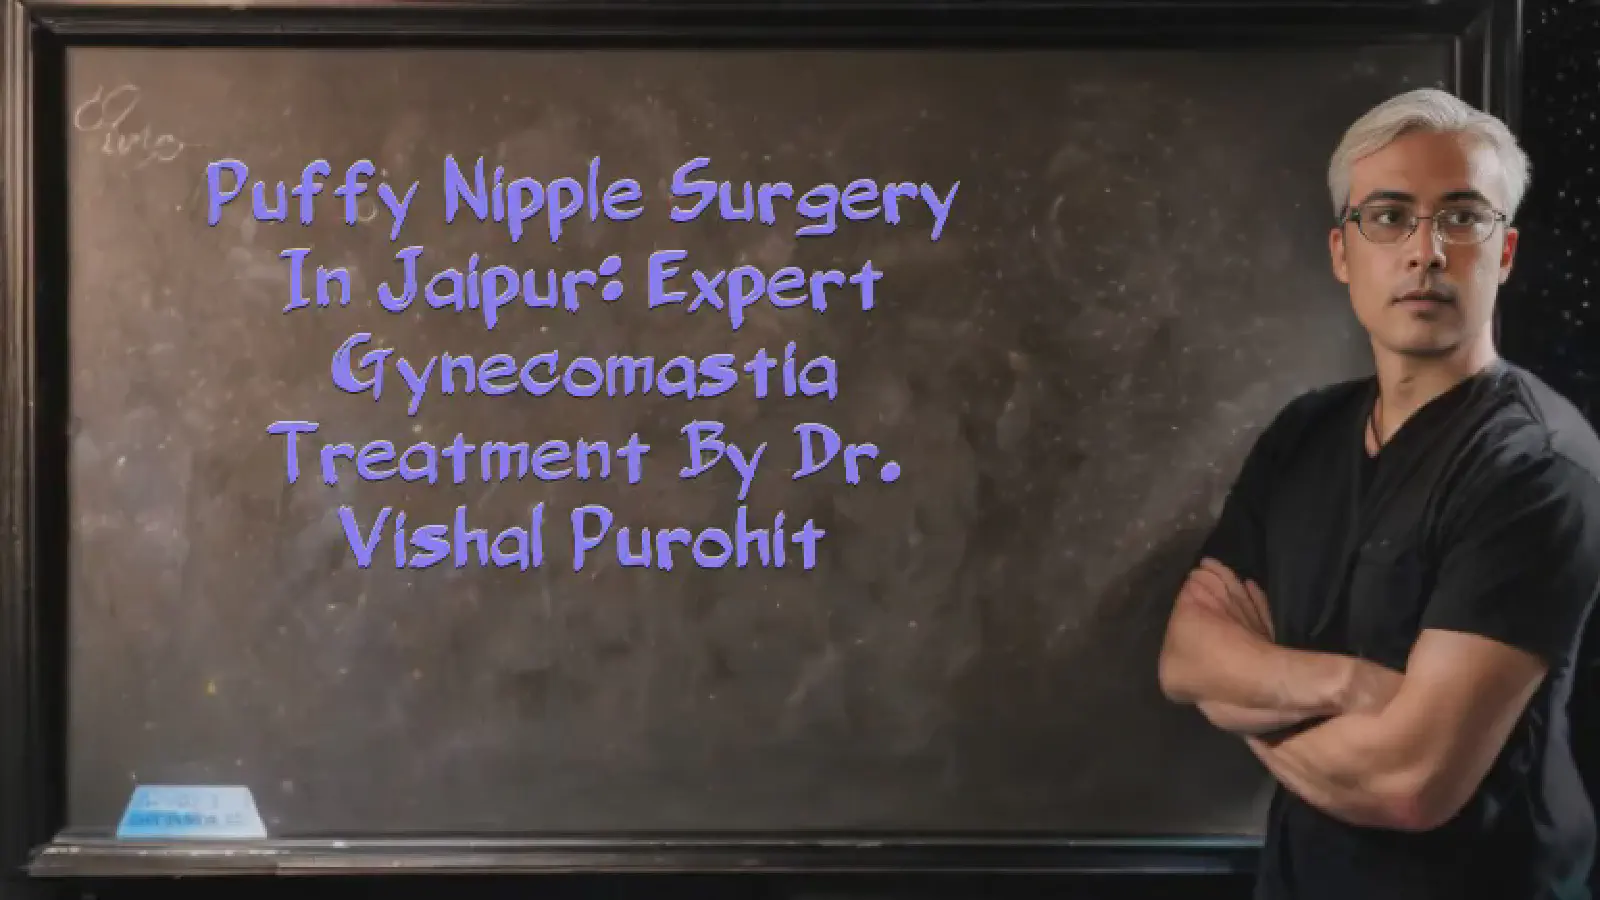 Puffy Nipple Surgery
In Jaipur: Expert
Gynecomastia
Treatment By Dr.
Vishal Purohit